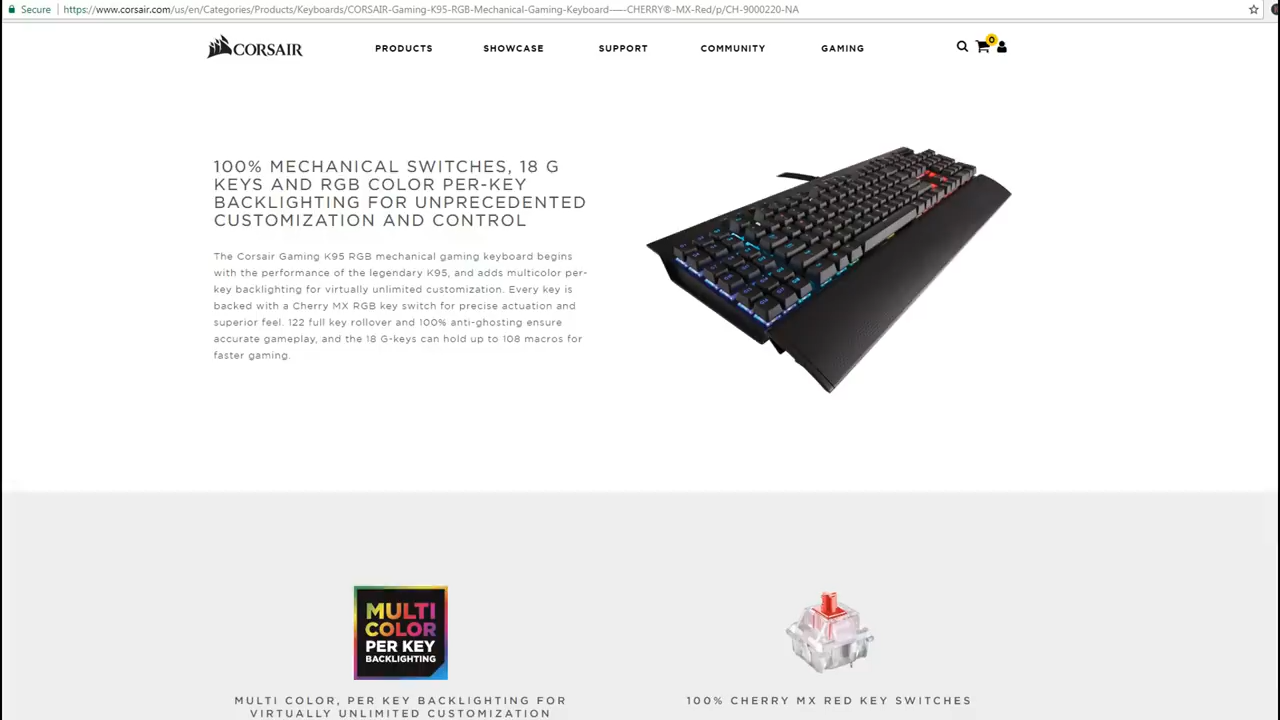 Secure
https://www.corsair.com/us/en/Categories/Products/Keyboards/CORSAIR-Gaming-K95-RGB-Mechanical-Gaming-Keyboard-—-CHERRY®-MX-Red/p/CH-9000220-NA
CORSAIR
PRODUCTS
SHOWCASE
SUPPORT
COMMUNITY
GAMING
0
100% MECHANICAL SWITCHES, 18 G
KEYS AND RGB COLOR PER-KEY
BACKLIGHTING FOR UNPRECEDENTED
CUSTOMIZATION AND CONTROL
The Corsair Gaming K95 RGB mechanical gaming keyboard begins
with the performance of the legendary K95, and adds multicolor per-
key backlighting for virtually unlimited customization. Every key is
backed with a Cherry MX RGB key switch for precise actuation and
superior feel. 122 full key rollover and 100% anti-ghosting ensure
accurate gameplay, and the 18 G-keys can hold up to 108 macros for
faster gaming.
MULTI
COLOR
PER KEY
BACKLIGHTING
MULTI COLOR, PER KEY BACKLIGHTING FOR
VIRTUALLY UNLIMITED CUSTOMIZATION
100% CHERRY MX RED KEY SWITCHES